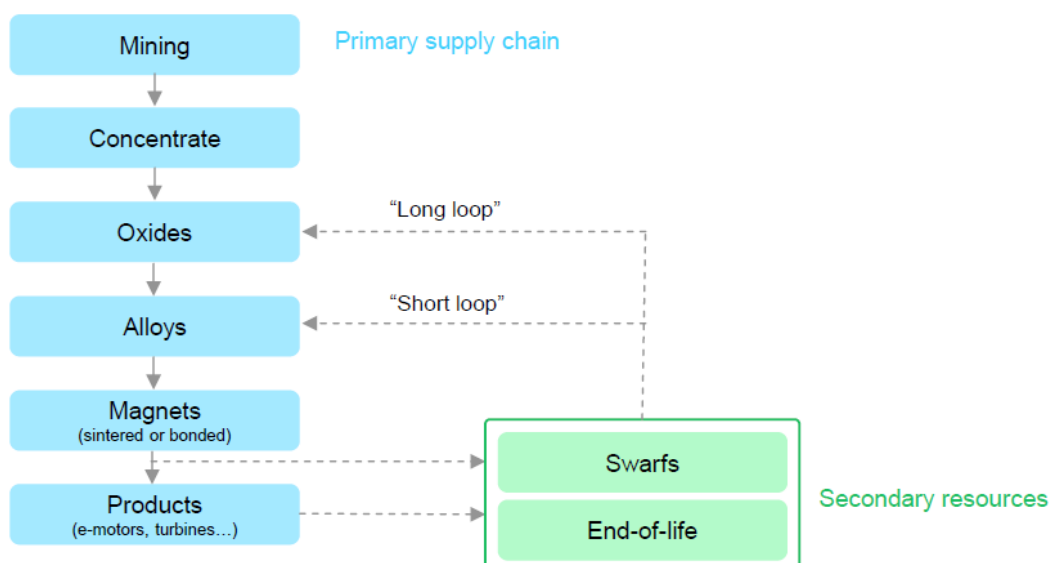 Mining
Primary supply chain
Concentrate
“Long loop”
Oxides
“Short loop”
Alloys
Magnets
(sintered or bonded)
Swarfs
Products
(e-motors, turbines…)
Secondary resources
End-of-life